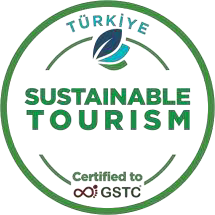 TÜRKİYE
SUSTAINABLE
TOURISM
Certified to
GSTC